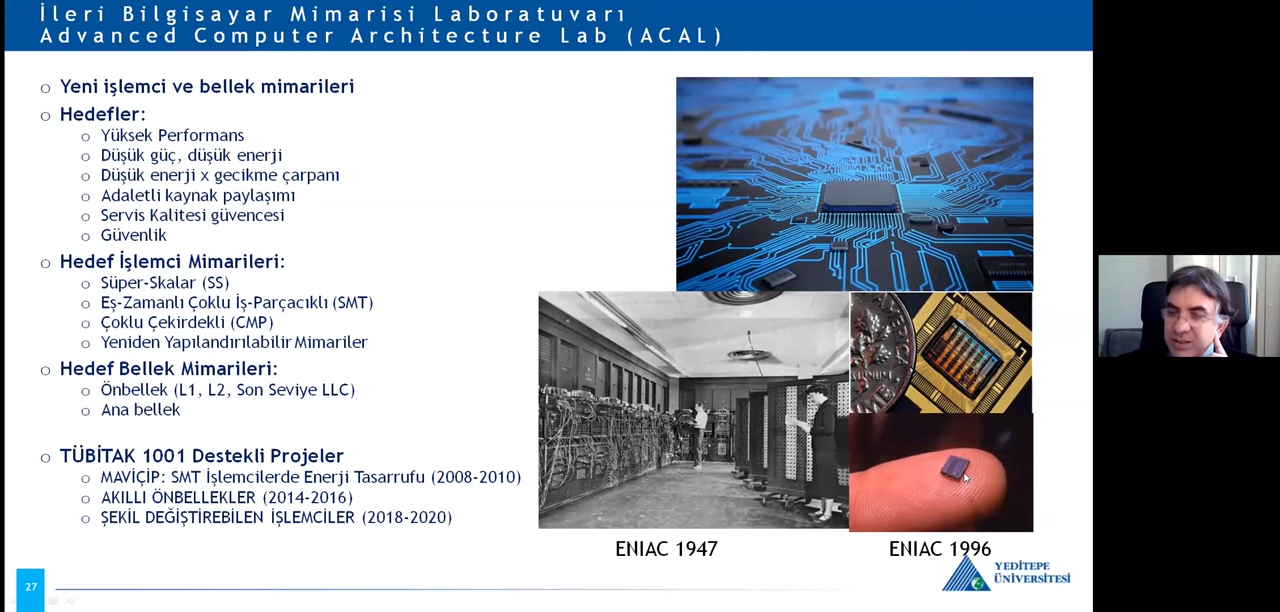 İleri Bilgisayar Mimarisi Laboratuvarı
Advanced Computer Architecture Lab (ACAL)
Yeni işlemci ve bellek mimarileri
Hedefler:
Yüksek Performans
Düşük güç, düşük enerji
Düşük enerji x gecikme çarpanı
Adaletli kaynak paylaşımı
Servis Kalitesi güvencesi
Güvenlik
Hedef İşlemci Mimarileri:
Süper-Skalar (SS)
Eş-Zamanlı Çoklu İş-Parçacıklı (SMT)
Çoklu Çekirdekli (CMP)
Yeniden Yapılandırılabilir Mimariler
Hedef Bellek Mimarileri:
Önbellek (L1, L2, Son Seviye LLC)
Ana bellek
TÜBİTAK 1001 Destekli Projeler
MAVİÇİP: SMT İşlemcilerde Enerji Tasarrufu (2008-2010)
AKILLI ÖNBELLEKLER (2014-2016)
ŞEKİL DEĞİŞTİREBİLEN İŞLEMCİLER (2018-2020)
ENIAC 1947
ENIAC 1996
27
YEDİTEPE
ÜNİVERSİTESİ